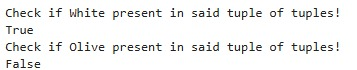 Check if White present in said tuple of tuples!
True
Check if Olive present in said tuple of tuples!
False